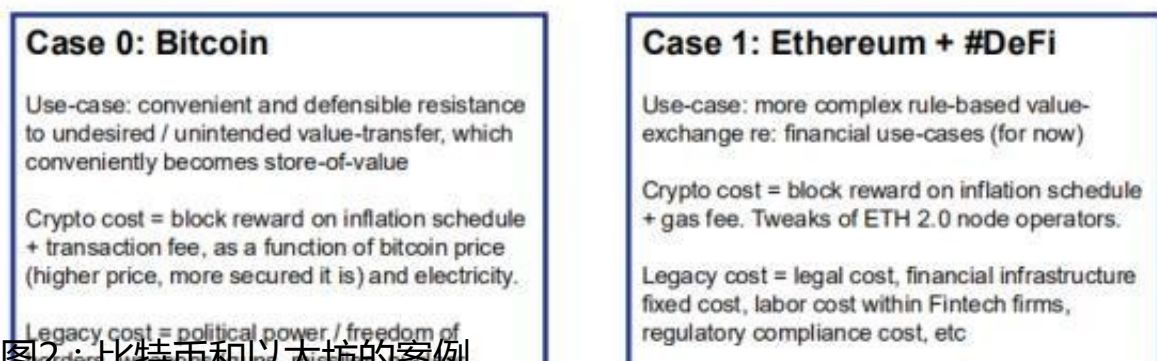 Case 0: Bitcoin
Use-case: convenient and defensible resistance
to undesired / unintended value-transfer, which
conveniently becomes store-of-value
Crypto cost = block reward on inflation schedule
+ transaction fee, as a function of bitcoin price
(higher price, more secured it is) and electricity.
Legacy cost = political power / freedom of
Case 1: Ethereum + #DeFi
Use-case: more complex rule-based value-
exchange re: financial use-cases (for now)
Crypto cost = block reward on inflation schedule
+ gas fee. Tweaks of ETH 2.0 node operators.
Legacy cost = legal cost, financial infrastructure
fixed cost, labor cost within Fintech firms,
regulatory compliance cost, etc
图2：比特币和以太坊的案例